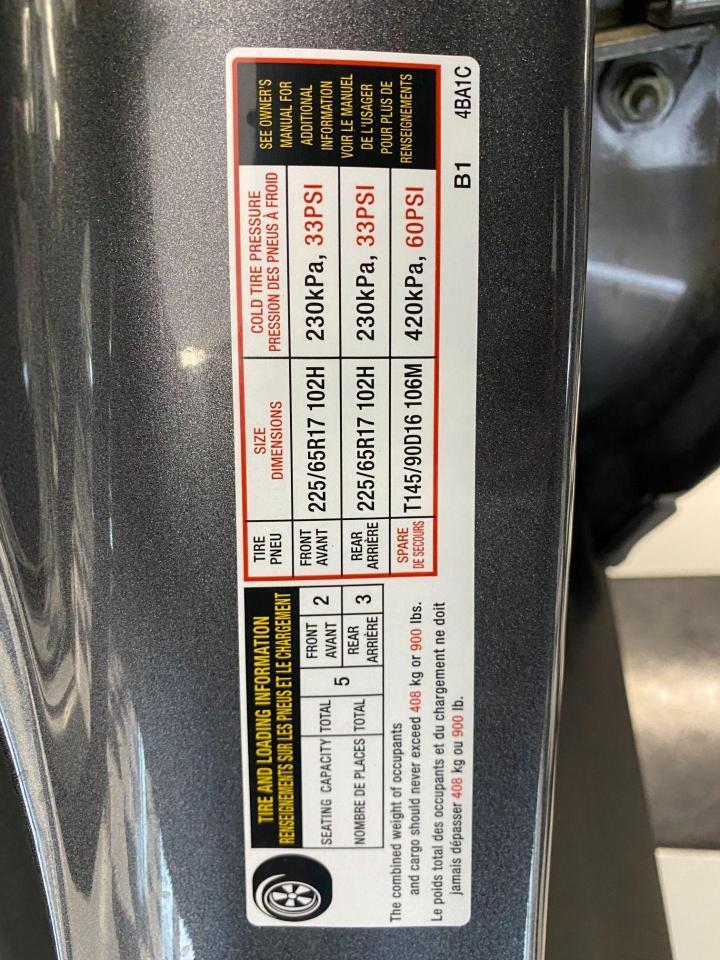 TIRE AND LOADING INFORMATION
RENSEIGNEMENTS SUR LES PNEUS ET LE CHARGEMENT
SEATING CAPACITY TOTAL 5 FRONT AVANT 2
NOMBRE DE PLACES TOTAL REAR ARRIÈRE 3
The combined weight of occupants
and cargo should never exceed 408 kg or 900 lbs.
Le poids total des occupants et du chargement ne doit
jamais dépasser 408 kg ou 900 lb.
TIRE PNEU
SIZE DIMENSIONS
COLD TIRE PRESSURE
PRESSION DES PNEUS À FROID
FRONT AVANT 225/65R17 102H 230kPa, 33PSI
REAR ARRIÈRE 225/65R17 102H 230kPa, 33PSI
SPARE DE SECOURS T145/90D16 106M 420kPa, 60PSI
SEE OWNER'S
MANUAL FOR
ADDITIONAL
INFORMATION
VOIR LE MANUEL
DE L'USAGER
POUR PLUS DE
RENSEIGNEMENTS
B1 4BA1C